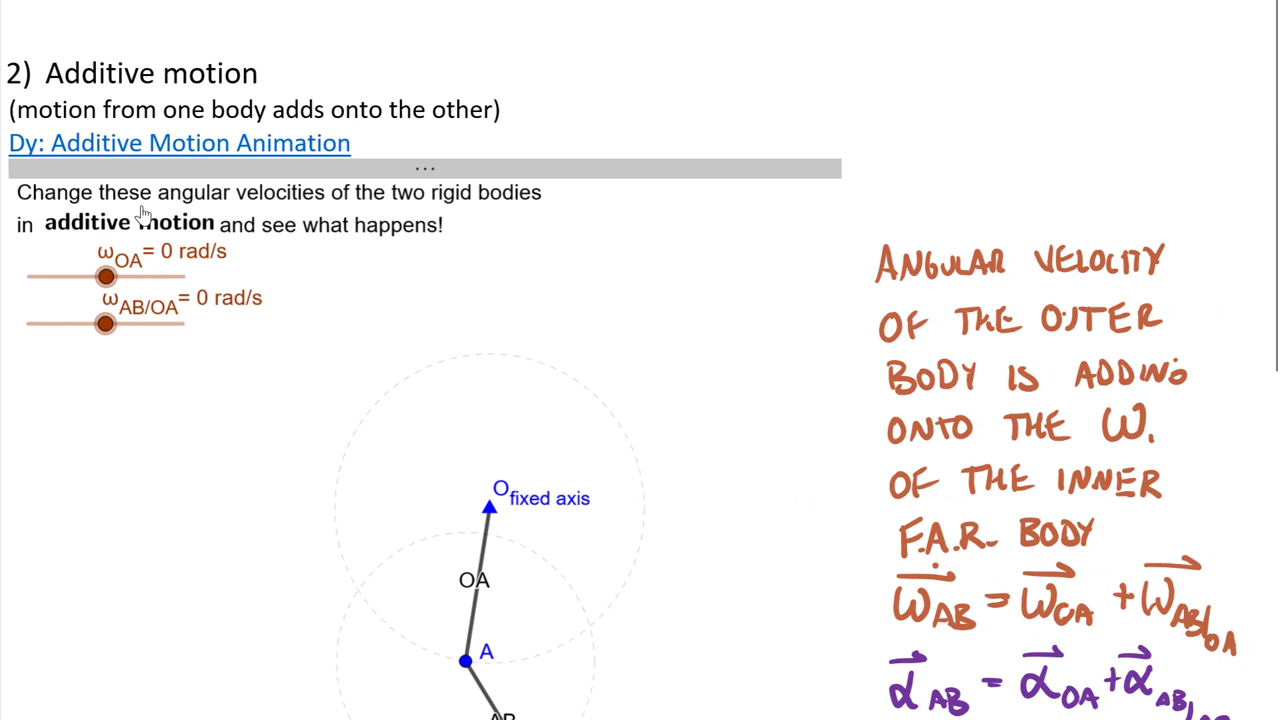 2) Additive motion
(motion from one body adds onto the other)
Dy: Additive Motion Animation
...
Change these angular velocities of the two rigid bodies
in additive motion and see what happens!
ωOA = 0 rad/s
ωAB/OA = 0 rad/s
O fixed axis
OA
A
AB
ANGULAR VELOCITY
OF THE OUTER
BODY IS ADDING
ONTO THE ω.
OF THE INNER
F.A.R. BODY
ωAB = ωOA + ωAB/OA
αAB = αOA + αAB/OA